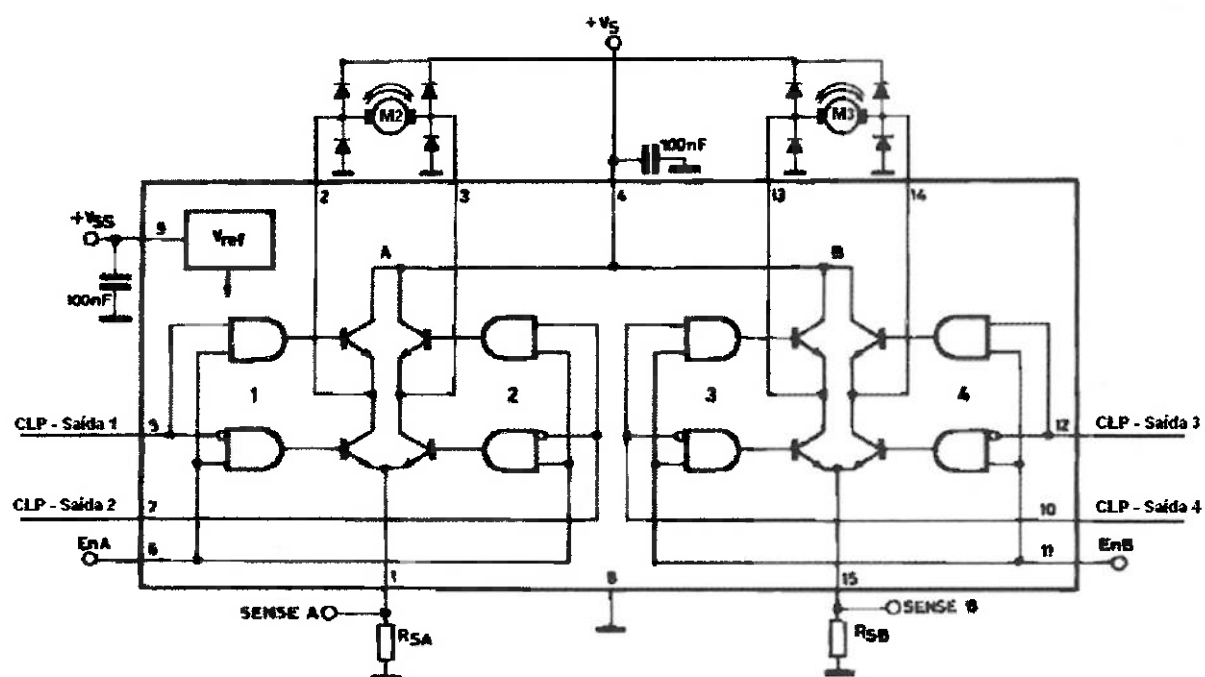 +VS
M2
M3
100nF
2
3
4
13
14
+VSS
9
Vref
A
B
100nF
1
2
3
4
CLP - Saída 1
5
12
CLP - Saída 3
CLP - Saída 2
7
10
CLP - Saída 4
EnA
6
11
EnB
1
8
15
SENSE A
SENSE B
RSA
RSB